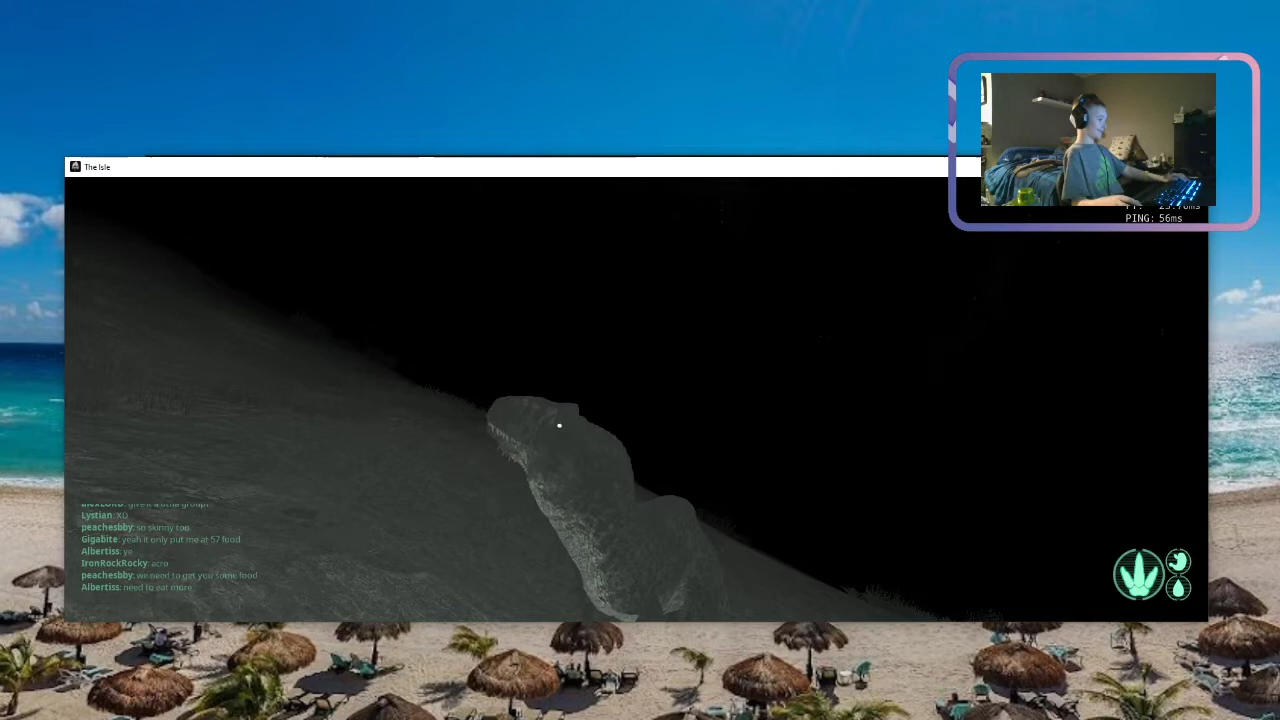 The Isle
PING: 56ms
Lystian: XD
peachesbby: so skinny too
Gigabite: yeah it only put me at 57 food
Albertiss: ye
IronRockRocky: acro
peachesbby: we need to get you some food
Albertiss: need to eat more